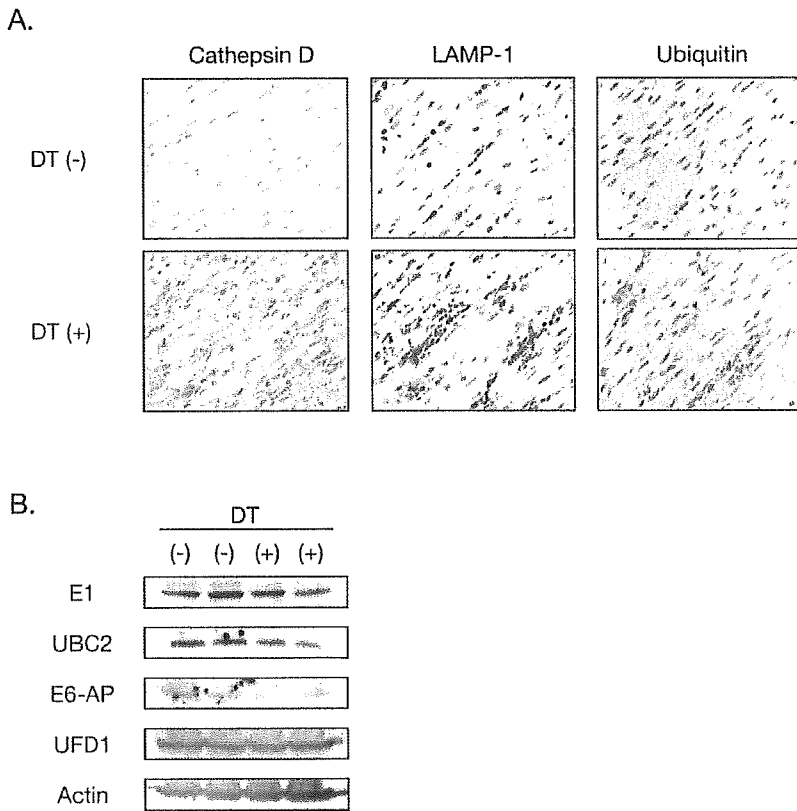 A.
Cathepsin D LAMP-1 Ubiquitin
DT (-)
DT (+)
B.
DT
(-) (-) (+) (+)
E1
UBC2
E6-AP
UFD1
Actin